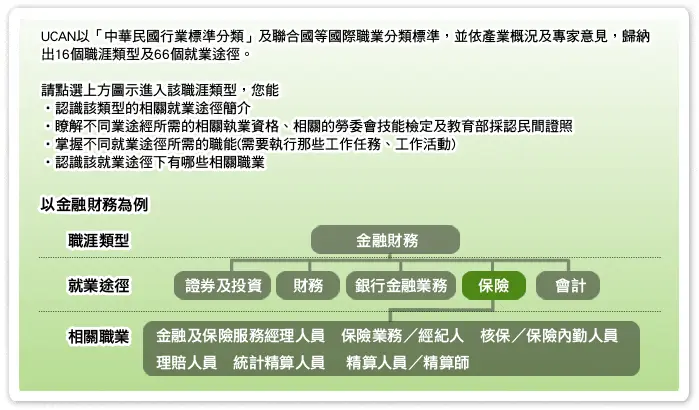 UCAN以「中華民國行業標準分類」及聯合國等國際職業分類標準，並依產業概況及專家意見，歸納
出16個職涯類型及66個就業途徑。
請點選上方圖示進入該職涯類型，您能
・認識該類型的相關就業途徑簡介
・瞭解不同業途經所需的相關執業資格、相關的勞委會技能檢定及教育部採認民間證照
・掌握不同就業途徑所需的職能(需要執行那些工作任務、工作活動)
・認識該就業途徑下有哪些相關職業
以金融財務為例
職涯類型 金融財務
就業途徑 證券及投資 財務 銀行金融業務 保險 會計
相關職業 金融及保險服務經理人員 保險業務／經紀人 核保／保險內勤人員
理賠人員 統計精算人員 精算人員／精算師